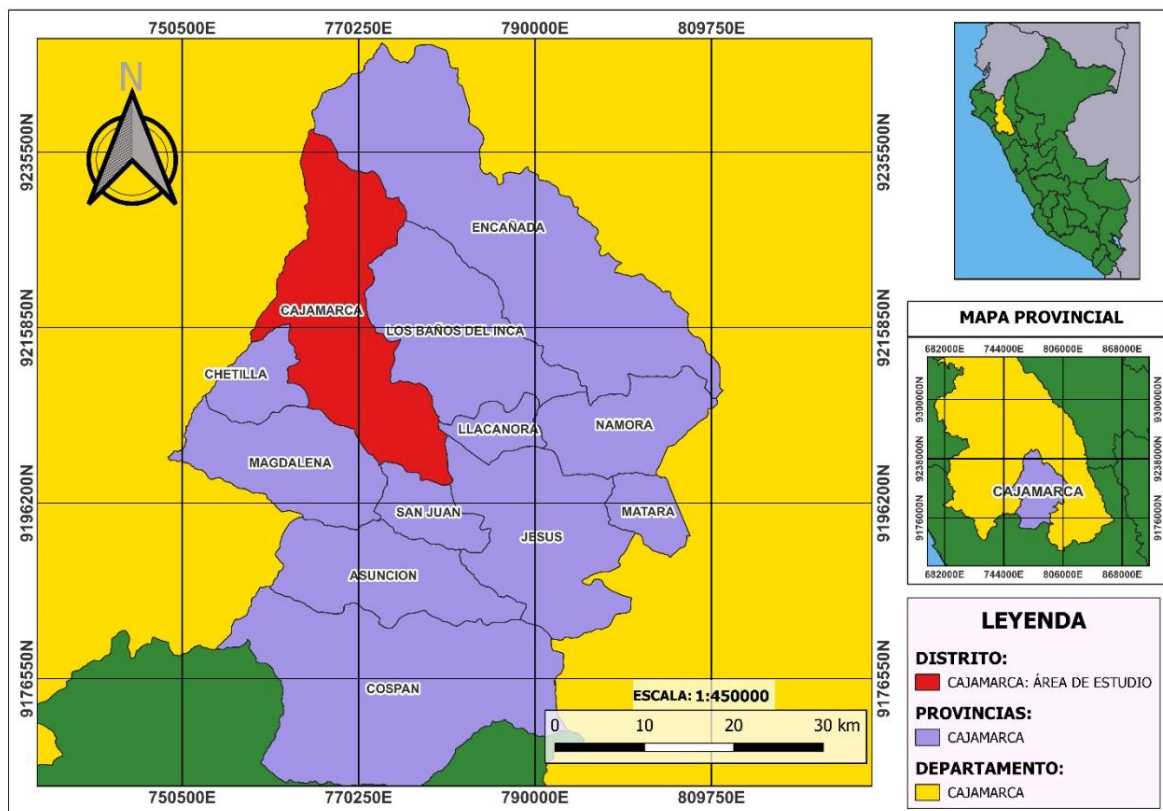 750500E 770250E 790000E 809750E
N
9235500N 9235500N
ENCAÑADA
CAJAMARCA
9215850N 9215850N
LOS BAÑOS DEL INCA
CHETILLA
LLACANORA
NAMORA
MAGDALENA
9196200N 9196200N
SAN JUAN
MATARA
JESUS
ASUNCION
9176550N 9176550N
COSPAN
ESCALA: 1:450000
0 10 20 30 km
750500E 770250E 790000E 809750E
MAPA PROVINCIAL
682000E 744000E 806000E 868000E
9300000N 9300000N
9238000N 9238000N
CAJAMARCA
9176000N 9176000N
682000E 744000E 806000E 868000E
LEYENDA
DISTRITO:
CAJAMARCA: ÁREA DE ESTUDIO
PROVINCIAS:
CAJAMARCA
DEPARTAMENTO:
CAJAMARCA